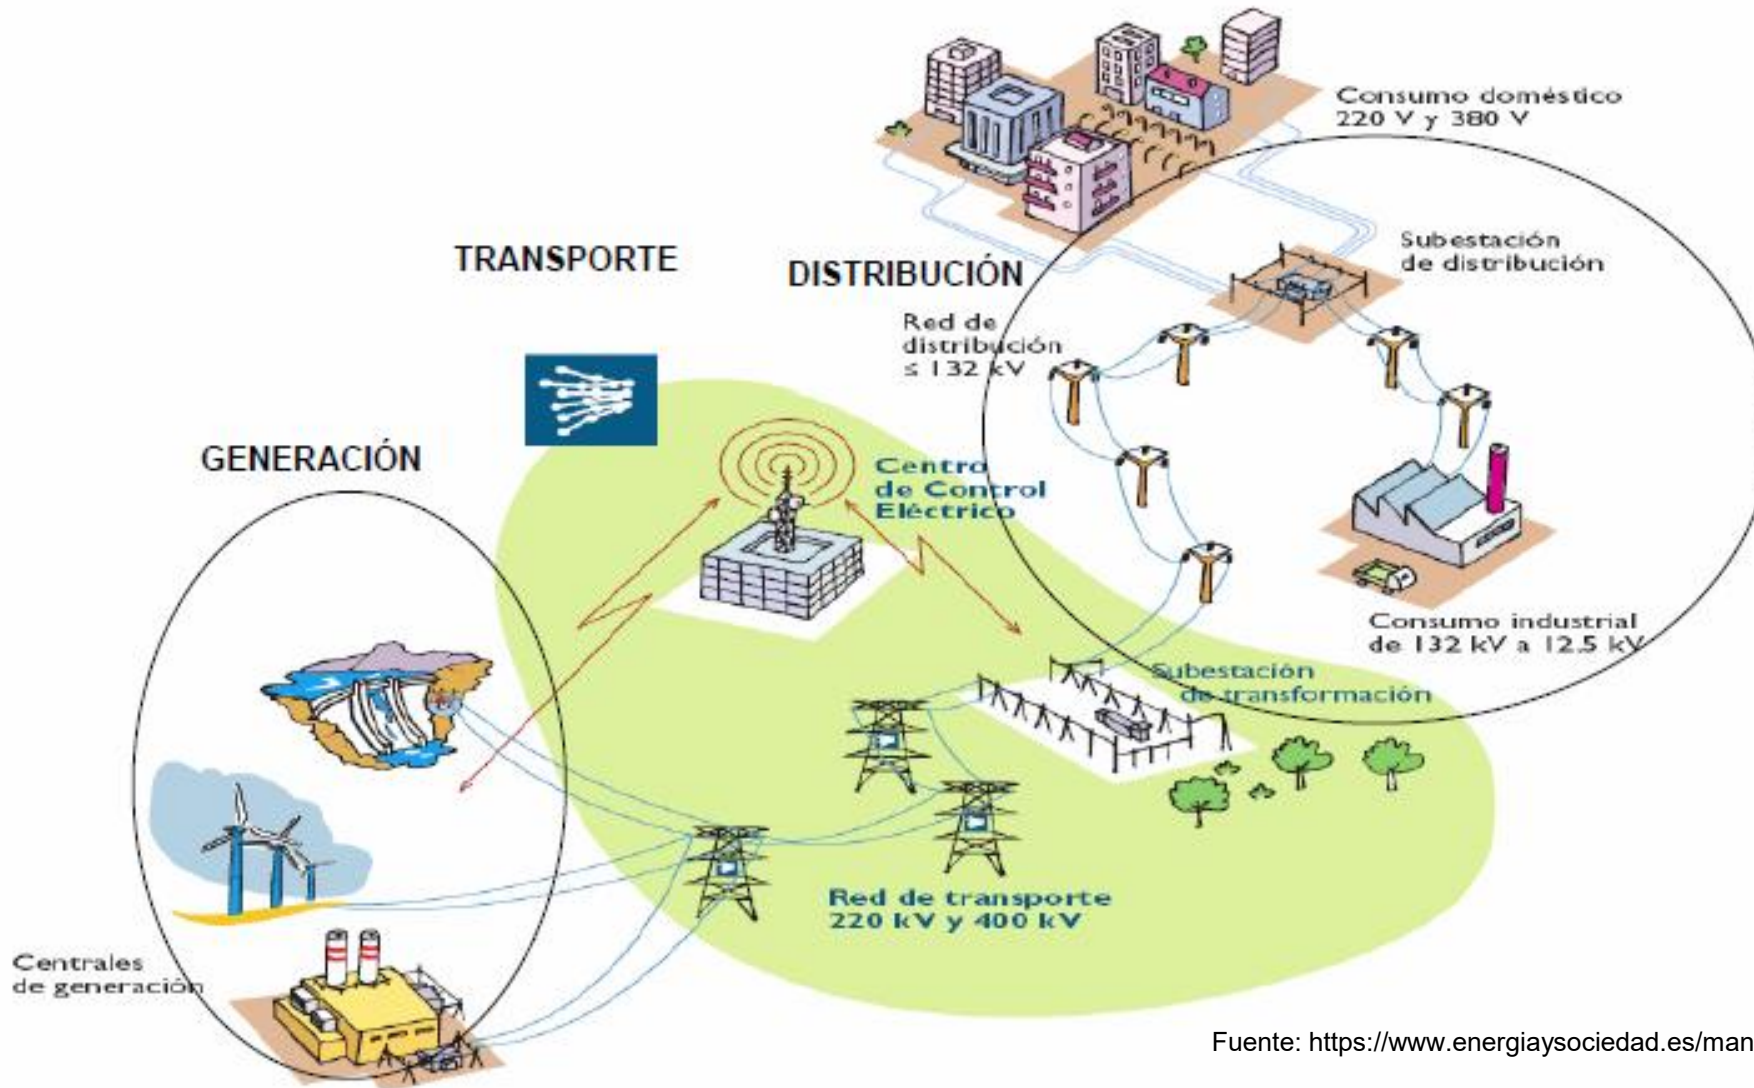 Consumo doméstico
220 V y 380 V
TRANSPORTE
DISTRIBUCIÓN
Subestación
de distribución
Red de
distribución
≤ 132 kV
GENERACIÓN
Centro
de Control
Eléctrico
Consumo industrial
de 132 kV a 12.5 kV
Subestación
de transformación
Red de transporte
220 kV y 400 kV
Centrales
de generación
Fuente: https://www.energiaysociedad.es/man